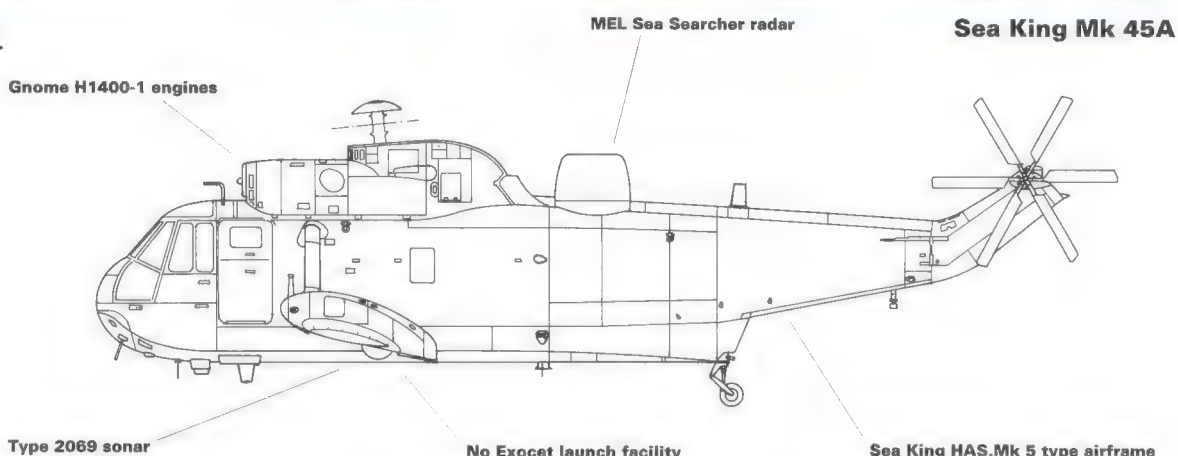 MEL Sea Searcher radar
Sea King Mk 45A
Gnome H1400-1 engines
Type 2069 sonar
No Exocet launch facility
Sea King HAS.Mk 5 type airframe